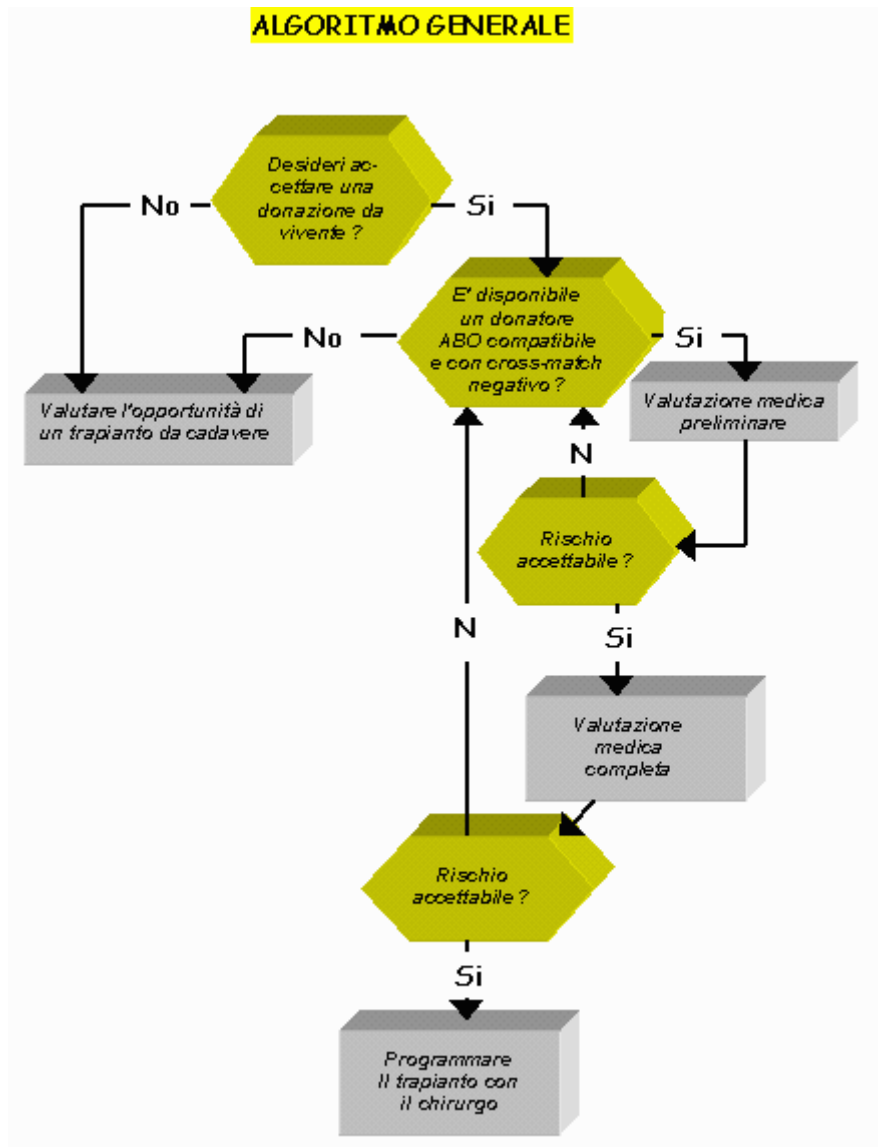 ALGORITMO GENERALE
Desideri ac-
cettare una
donazione da
vivente ?
No
Si
E' disponibile
un donatore
ABO compatibile
e con cross-match
negativo ?
No
Si
Valutare l'opportunità di
un trapianto da cadavere
Valutazione medica
preliminare
N
Rischio
accettabile ?
Si
N
Valutazione
medica
completa
Rischio
accettabile ?
Si
Programmare
Il trapianto con
il chirurgo